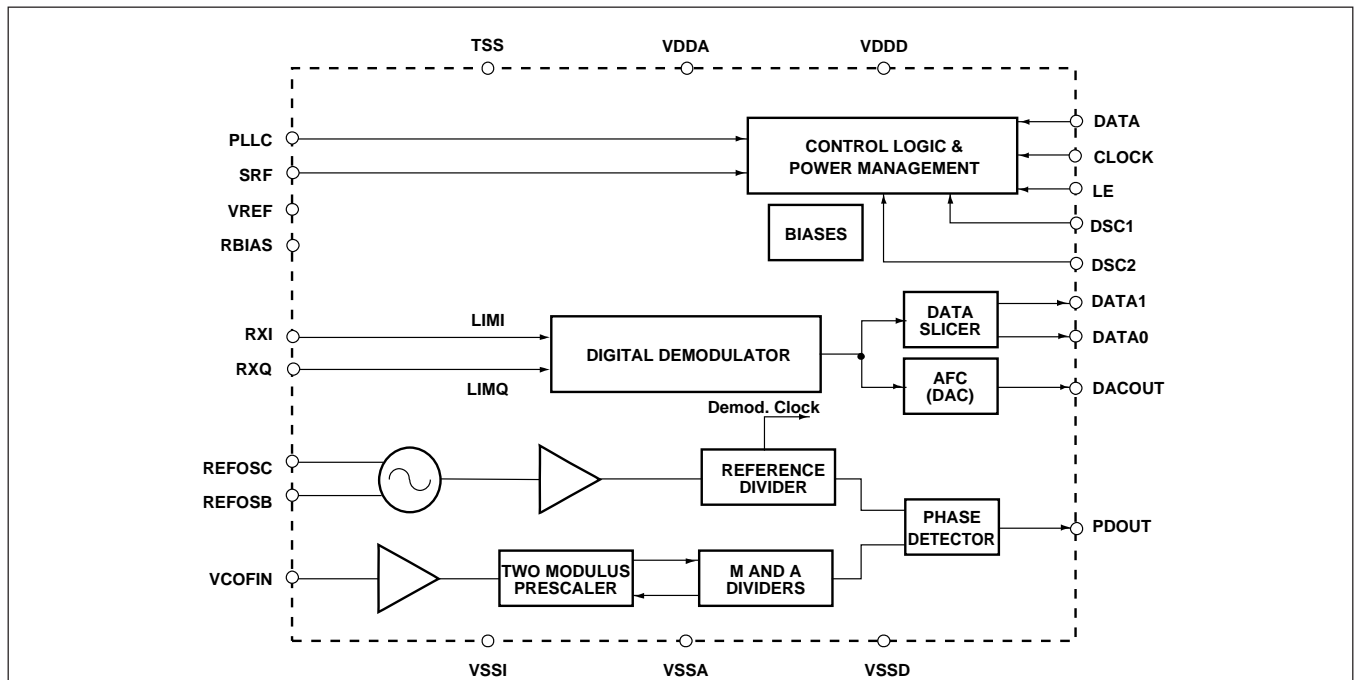 TSS
VDDA
VDDD
PLLC
SRF
VREF
RBIAS
CONTROL LOGIC &
POWER MANAGEMENT
BIASES
DATA
CLOCK
LE
DSC1
DSC2
RXI
RXQ
LIMI
LIMQ
DIGITAL DEMODULATOR
DATA
SLICER
AFC
(DAC)
DATA1
DATA0
DACOUT
Demod. Clock
REFOSC
REFOSB
REFERENCE
DIVIDER
PHASE
DETECTOR
PDOUT
VCOFIN
TWO MODULUS
PRESCALER
M AND A
DIVIDERS
VSSI
VSSA
VSSD